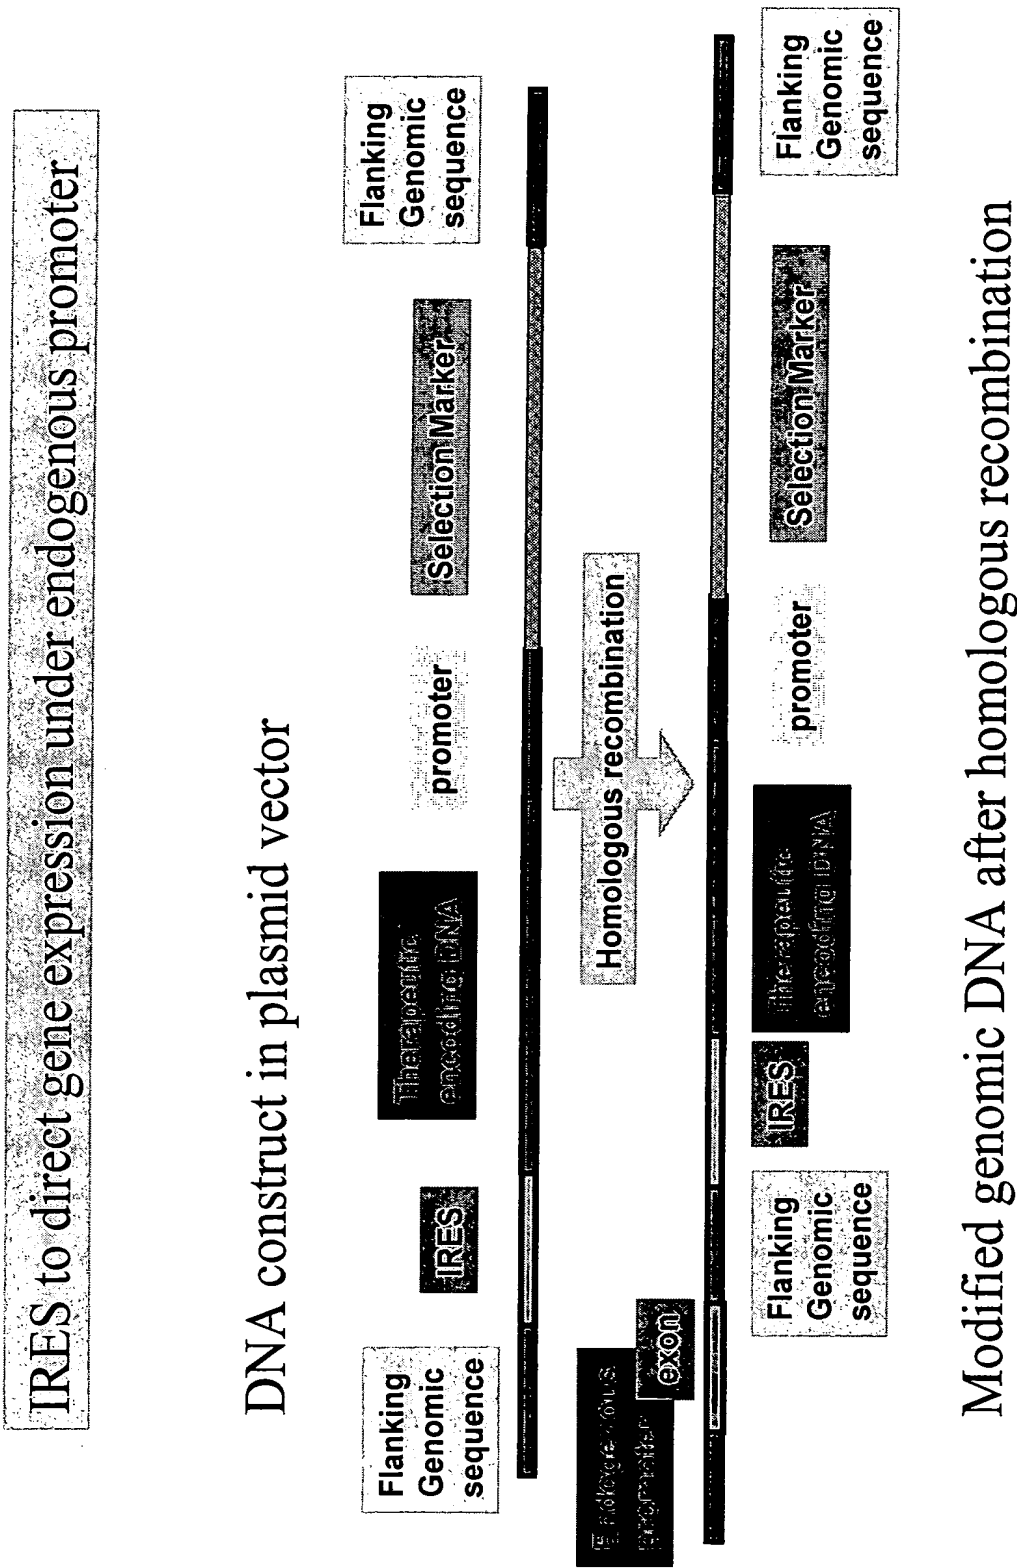 IRES to direct gene expression under endogenous promoter
DNA construct in plasmid vector
Flanking
Genomic
sequence
IRES
Therapeutic
encoding DNA
promoter
Selection Marker
Flanking
Genomic
sequence
Homologous recombination
Endogenous
promoter
exon
Flanking
Genomic
sequence
IRES
Therapeutic
encoding DNA
promoter
Selection Marker
Flanking
Genomic
sequence
Modified genomic DNA after homologous recombination